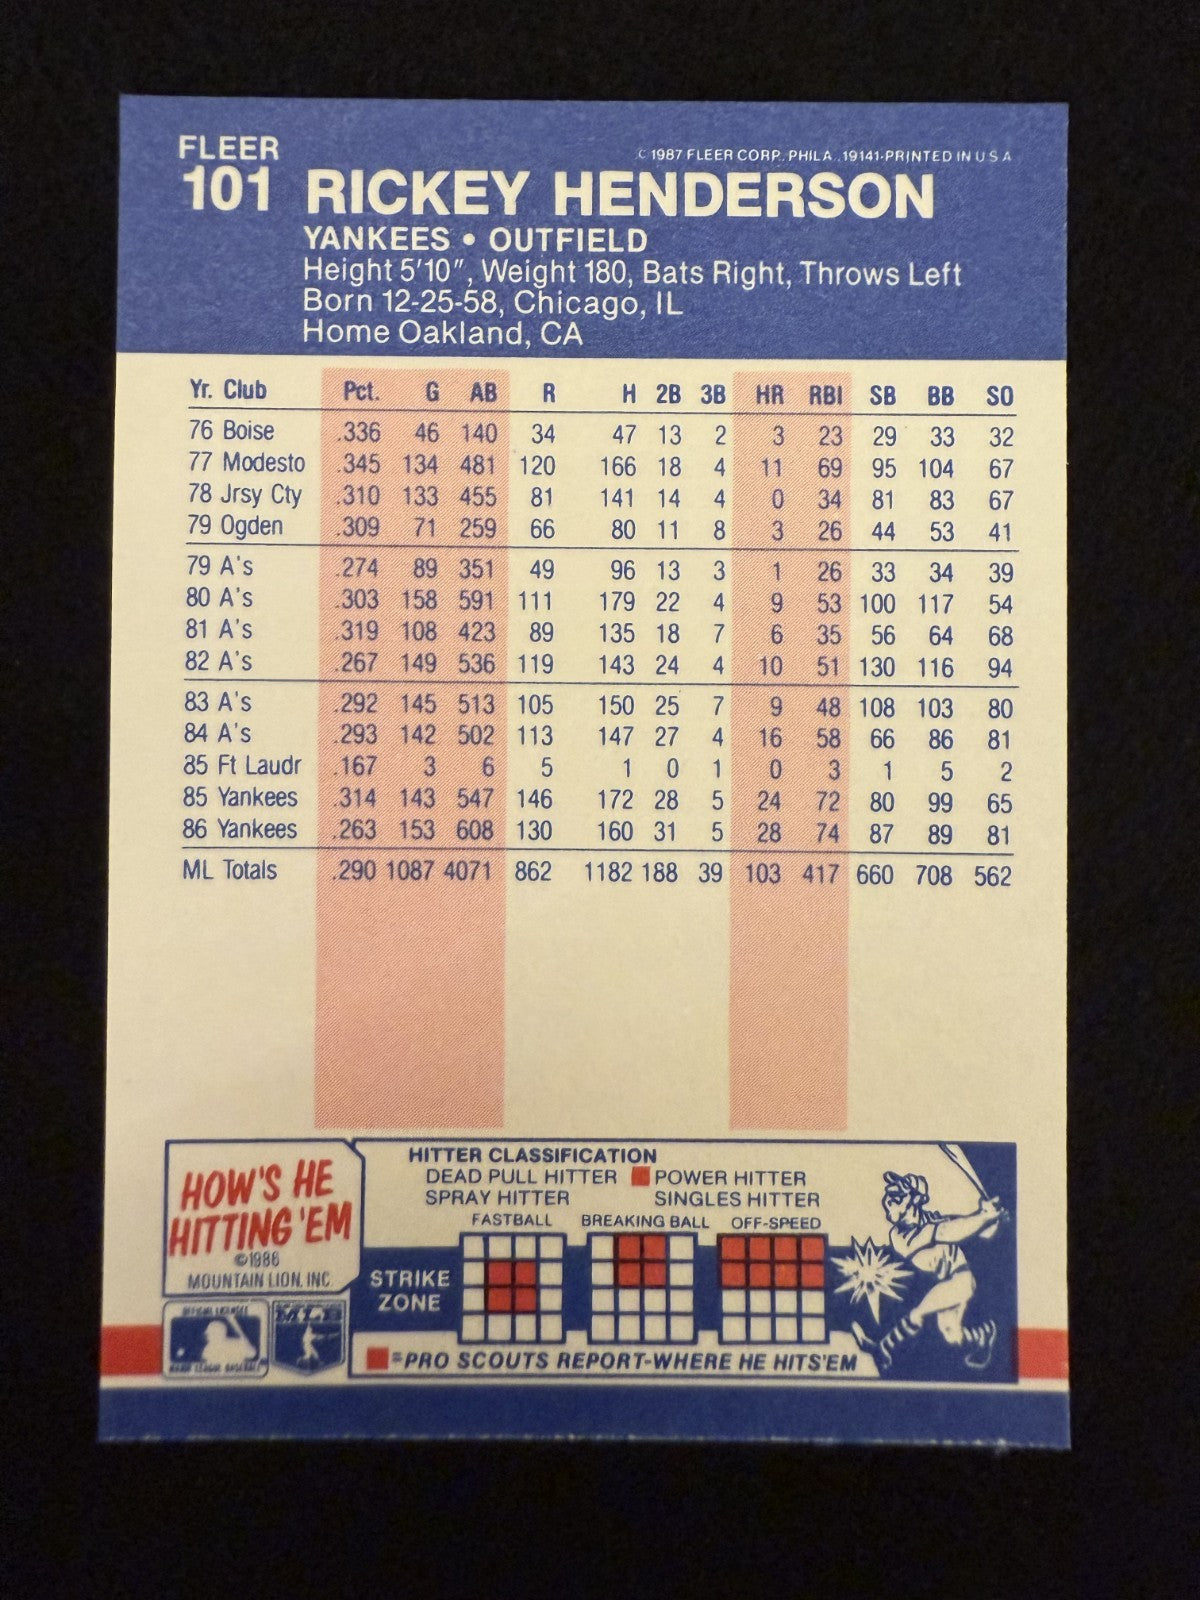 FLEER
© 1987 FLEER CORP. PHILA. 19141-PRINTED IN U S A
101 RICKEY HENDERSON
YANKEES • OUTFIELD
Height 5'10", Weight 180, Bats Right, Throws Left
Born 12-25-58, Chicago, IL
Home Oakland, CA
Yr. Club Pct. G AB R H 2B 3B HR RBI SB BB SO
76 Boise .336 46 140 34 47 13 2 3 23 29 33 32
77 Modesto .345 134 481 120 166 18 4 11 69 95 104 67
78 Jrsy Cty .310 133 455 81 141 14 4 0 34 81 83 67
79 Ogden .309 71 259 66 80 11 8 3 26 44 53 41
79 A's .274 89 351 49 96 13 3 1 26 33 34 39
80 A's .303 158 591 111 179 22 4 9 53 100 117 54
81 A's .319 108 423 89 135 18 7 6 35 56 64 68
82 A's .267 149 536 119 143 24 4 10 51 130 116 94
83 A's .292 145 513 105 150 25 7 9 48 108 103 80
84 A's .293 142 502 113 147 27 4 16 58 66 86 81
85 Ft Laudr .167 3 6 5 1 0 1 0 3 1 5 2
85 Yankees .314 143 547 146 172 28 5 24 72 80 99 65
86 Yankees .263 153 608 130 160 31 5 28 74 87 89 81
ML Totals .290 1087 4071 862 1182 188 39 103 417 660 708 562
HOW'S HE
HITTING 'EM
©1986
MOUNTAIN LION, INC.
HITTER CLASSIFICATION
DEAD PULL HITTER POWER HITTER
SPRAY HITTER SINGLES HITTER
FASTBALL BREAKING BALL OFF-SPEED
STRIKE
ZONE
=PRO SCOUTS REPORT-WHERE HE HITS'EM
OFFICIAL LICENSEE
MAJOR LEAGUE BASEBALL